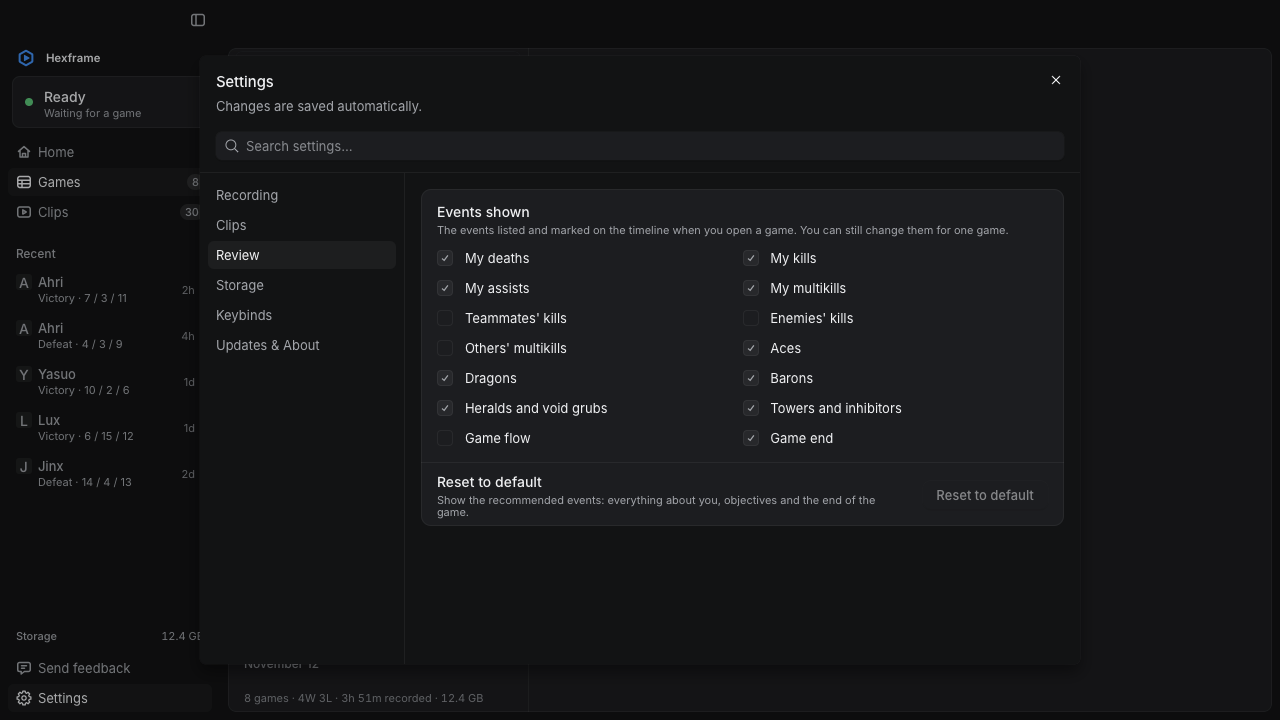 Hexframe
Ready
Waiting for a game
Home
Games 8
Clips 30
Recent
A Ahri
Victory · 7 / 3 / 11
2h
A Ahri
Defeat · 4 / 3 / 9
4h
Y Yasuo
Victory · 10 / 2 / 6
1d
L Lux
Victory · 6 / 15 / 12
1d
J Jinx
Defeat · 14 / 4 / 13
2d
Storage 12.4 GB
Send feedback
Settings
Settings
Changes are saved automatically.
Search settings...
Recording
Clips
Review
Storage
Keybinds
Updates & About
Events shown
The events listed and marked on the timeline when you open a game. You can still change them for one game.
My deaths
My kills
My assists
My multikills
Teammates' kills
Enemies' kills
Others' multikills
Aces
Dragons
Barons
Heralds and void grubs
Towers and inhibitors
Game flow
Game end
Reset to default
Show the recommended events: everything about you, objectives and the end of the
game.
Reset to default
November 12
8 games · 4W 3L · 3h 51m recorded · 12.4 GB